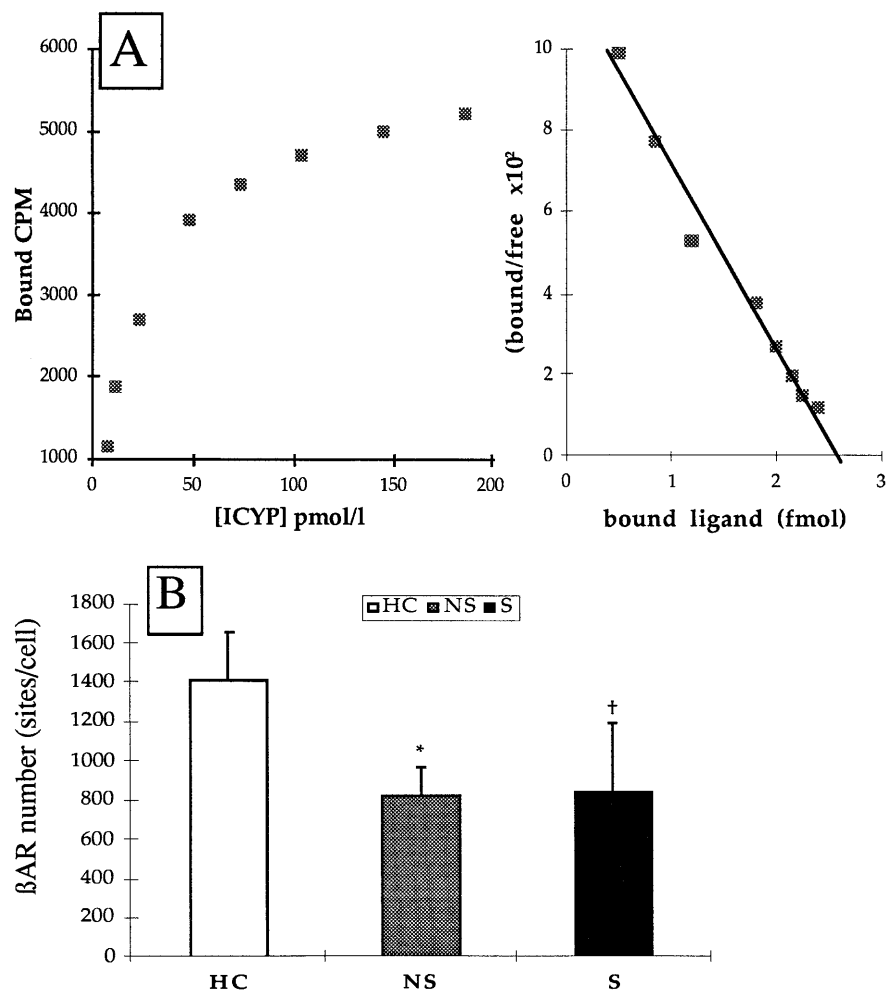 A
6000
5000
4000
3000
2000
1000
Bound CPM
0 50 100 150 200
[ICYP] pmol/l
10
8
6
4
2
0
(bound/free x10²
0 1 2 3
bound ligand (fmol)
B
1800
1600
1400
1200
1000
800
600
400
200
0
ßAR number (sites/cell)
HC NS S
*
†
HC NS S